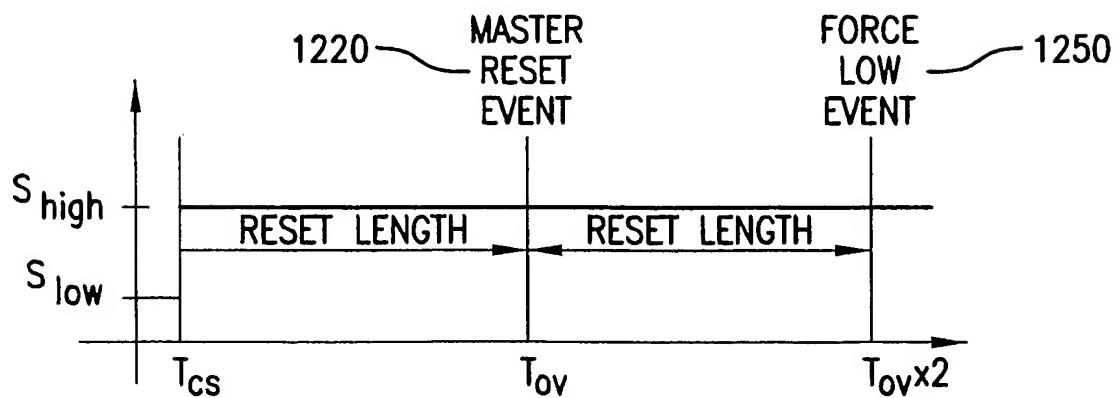 1220
MASTER
RESET
EVENT
FORCE
LOW
EVENT
1250
S high
RESET LENGTH
RESET LENGTH
S low
TCS
TOV
TOVx2